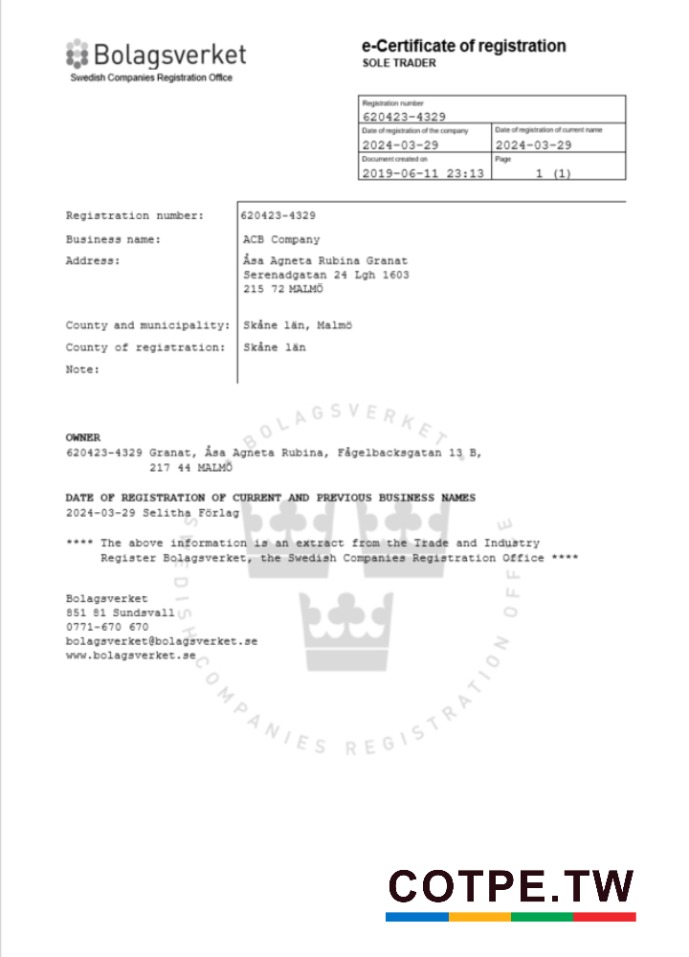 Bolagsverket
Swedish Companies Registration Office
e-Certificate of registration
SOLE TRADER
Registration number
620423-4329
Date of registration of the company
2024-03-29
Date of registration of current name
2024-03-29
Document created on
2019-06-11 23:13
Page
1 (1)
Registration number: 620423-4329
Business name: ACB Company
Address: Åsa Agneta Rubina Granat
Serenadgatan 24 Lgh 1603
215 72 MALMÖ
County and municipality: Skåne län, Malmö
County of registration: Skåne län
Note:
OWNER
620423-4329 Granat, Åsa Agneta Rubina, Fågelbacksgatan 13 B,
217 44 MALMÖ
DATE OF REGISTRATION OF CURRENT AND PREVIOUS BUSINESS NAMES
2024-03-29 Selitha Förlag
**** The above information is an extract from the Trade and Industry
Register Bolagsverket, the Swedish Companies Registration Office ****
Bolagsverket
851 81 Sundsvall
0771-670 670
bolagsverket@bolagsverket.se
www.bolagsverket.se
BOLAGSVERKET
SWEDISH COMPANIES REGISTRATION OFFICE
COTPE.TW